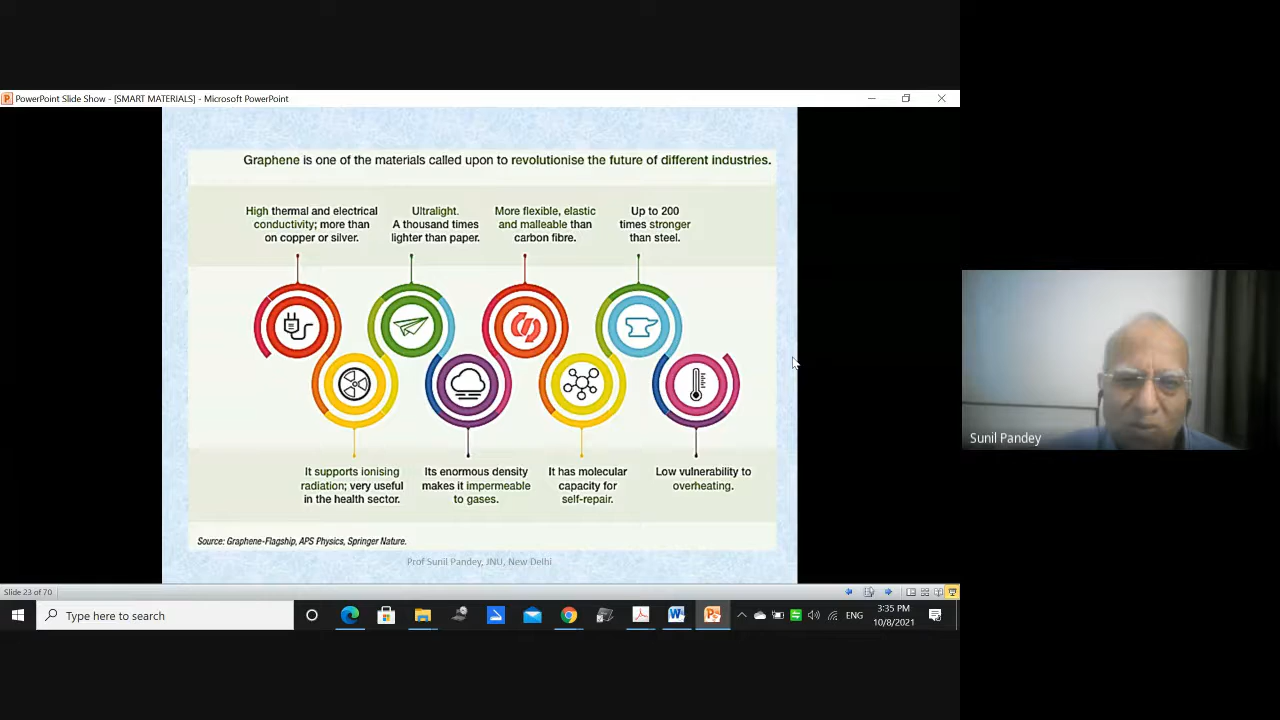 PowerPoint Slide Show - [SMART MATERIALS] - Microsoft PowerPoint
Graphene is one of the materials called upon to revolutionise the future of different industries.
High thermal and electrical
conductivity; more than
on copper or silver.
Ultralight.
A thousand times
lighter than paper.
More flexible, elastic
and malleable than
carbon fibre.
Up to 200
times stronger
than steel.
It supports ionising
radiation; very useful
in the health sector.
Its enormous density
makes it impermeable
to gases.
It has molecular
capacity for
self-repair.
Low vulnerability to
overheating.
Source: Graphene-Flagship, APS Physics, Springer Nature.
Prof Sunil Pandey, JNU, New Delhi
Slide 23 of 70
Type here to search
ENG
3:35 PM
10/8/2021
Sunil Pandey